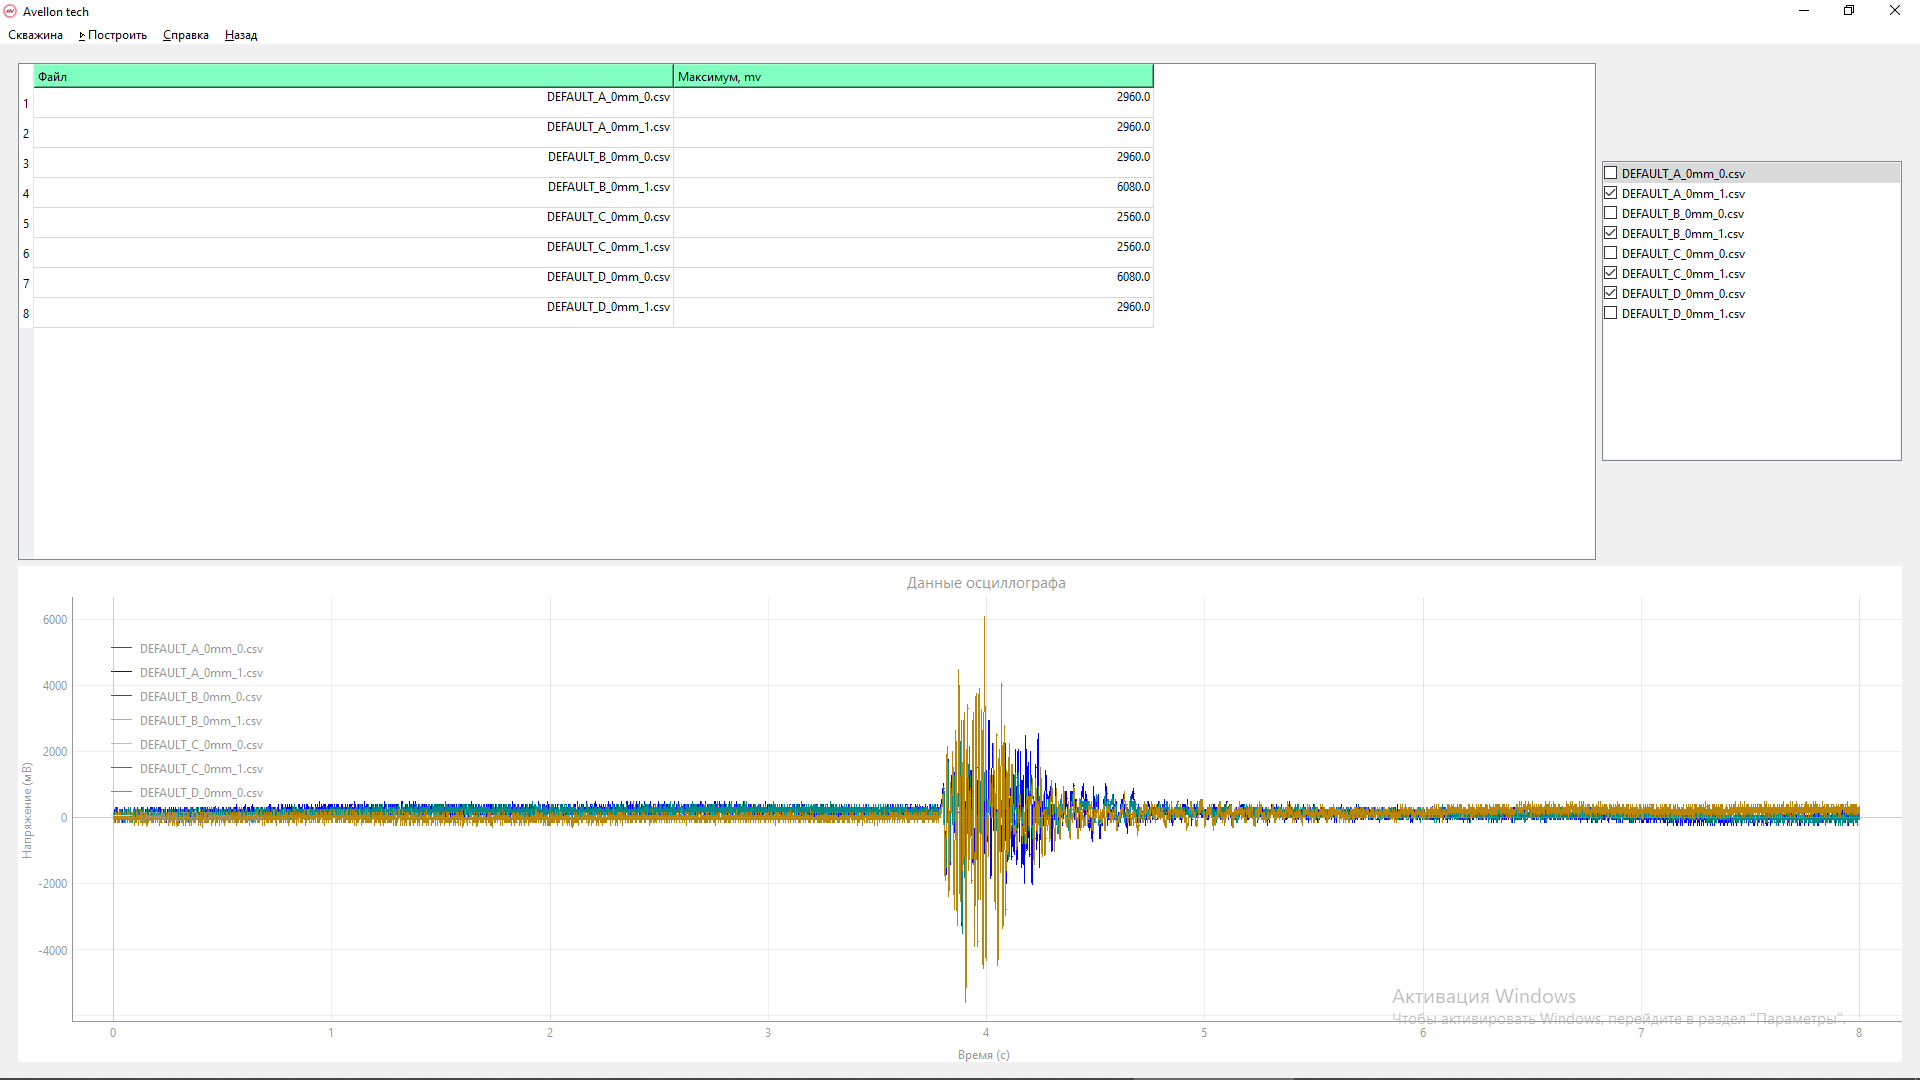 Avellon tech
Скважина Построить Справка Назад
Файл Максимум, mv
1 DEFAULT_A_0mm_0.csv 2960.0
2 DEFAULT_A_0mm_1.csv 2960.0
3 DEFAULT_B_0mm_0.csv 2960.0
4 DEFAULT_B_0mm_1.csv 6080.0
5 DEFAULT_C_0mm_0.csv 2560.0
6 DEFAULT_C_0mm_1.csv 2560.0
7 DEFAULT_D_0mm_0.csv 6080.0
8 DEFAULT_D_0mm_1.csv 2960.0
DEFAULT_A_0mm_0.csv
DEFAULT_A_0mm_1.csv
DEFAULT_B_0mm_0.csv
DEFAULT_B_0mm_1.csv
DEFAULT_C_0mm_0.csv
DEFAULT_C_0mm_1.csv
DEFAULT_D_0mm_0.csv
DEFAULT_D_0mm_1.csv
Данные осциллографа
6000
4000
2000
0
-2000
-4000
Напряжение (мВ)
DEFAULT_A_0mm_0.csv
DEFAULT_A_0mm_1.csv
DEFAULT_B_0mm_0.csv
DEFAULT_B_0mm_1.csv
DEFAULT_C_0mm_0.csv
DEFAULT_C_0mm_1.csv
DEFAULT_D_0mm_0.csv
Активация Windows
Чтобы активировать Windows, перейдите в раздел "Параметры".
0 1 2 3 4 5 6 7 8
Время (с)